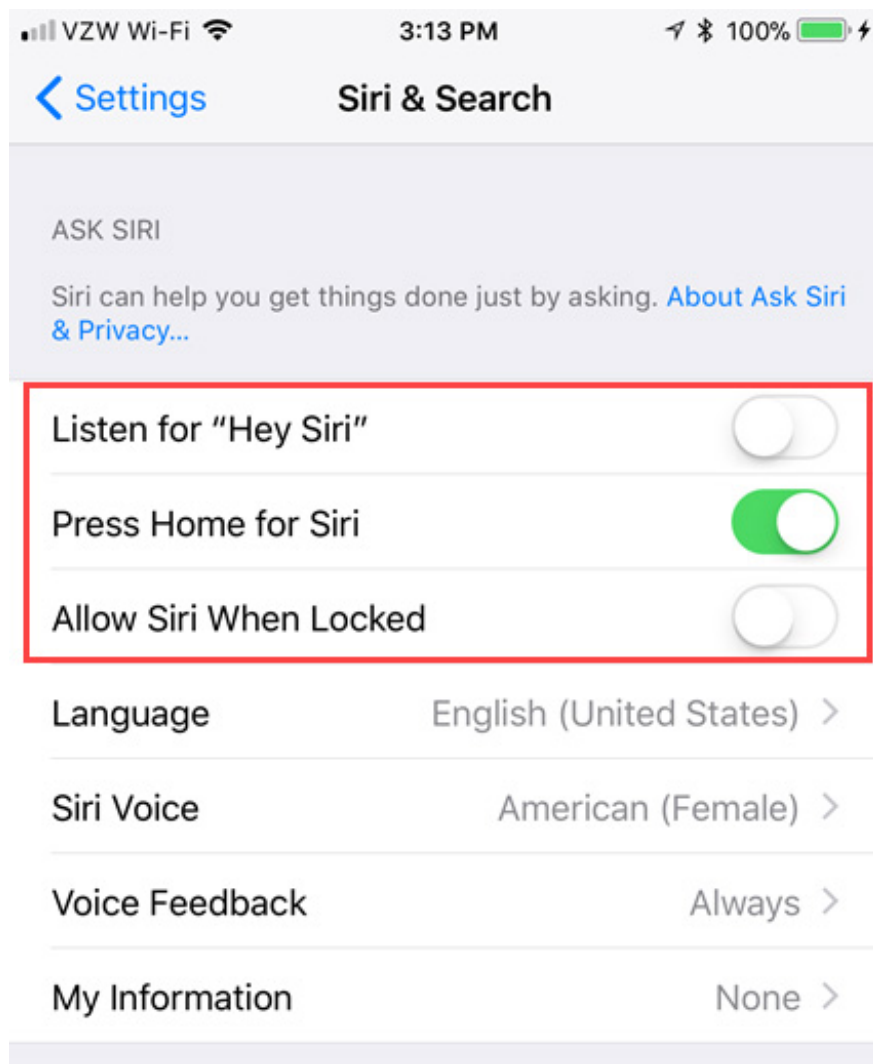 VZW Wi-Fi 3:13 PM 100%
Settings Siri & Search
ASK SIRI
Siri can help you get things done just by asking. About Ask Siri
& Privacy...
Listen for “Hey Siri”
Press Home for Siri
Allow Siri When Locked
Language English (United States)
Siri Voice American (Female)
Voice Feedback Always
My Information None